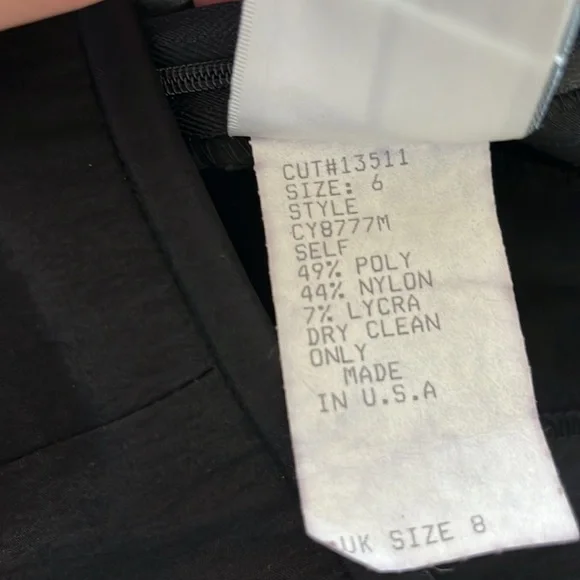 CUT#13511
SIZE: 6
STYLE
CY8777M
SELF
49% POLY
44% NYLON
7% LYCRA
DRY CLEAN
ONLY
MADE
IN U.S.A
UK SIZE 8